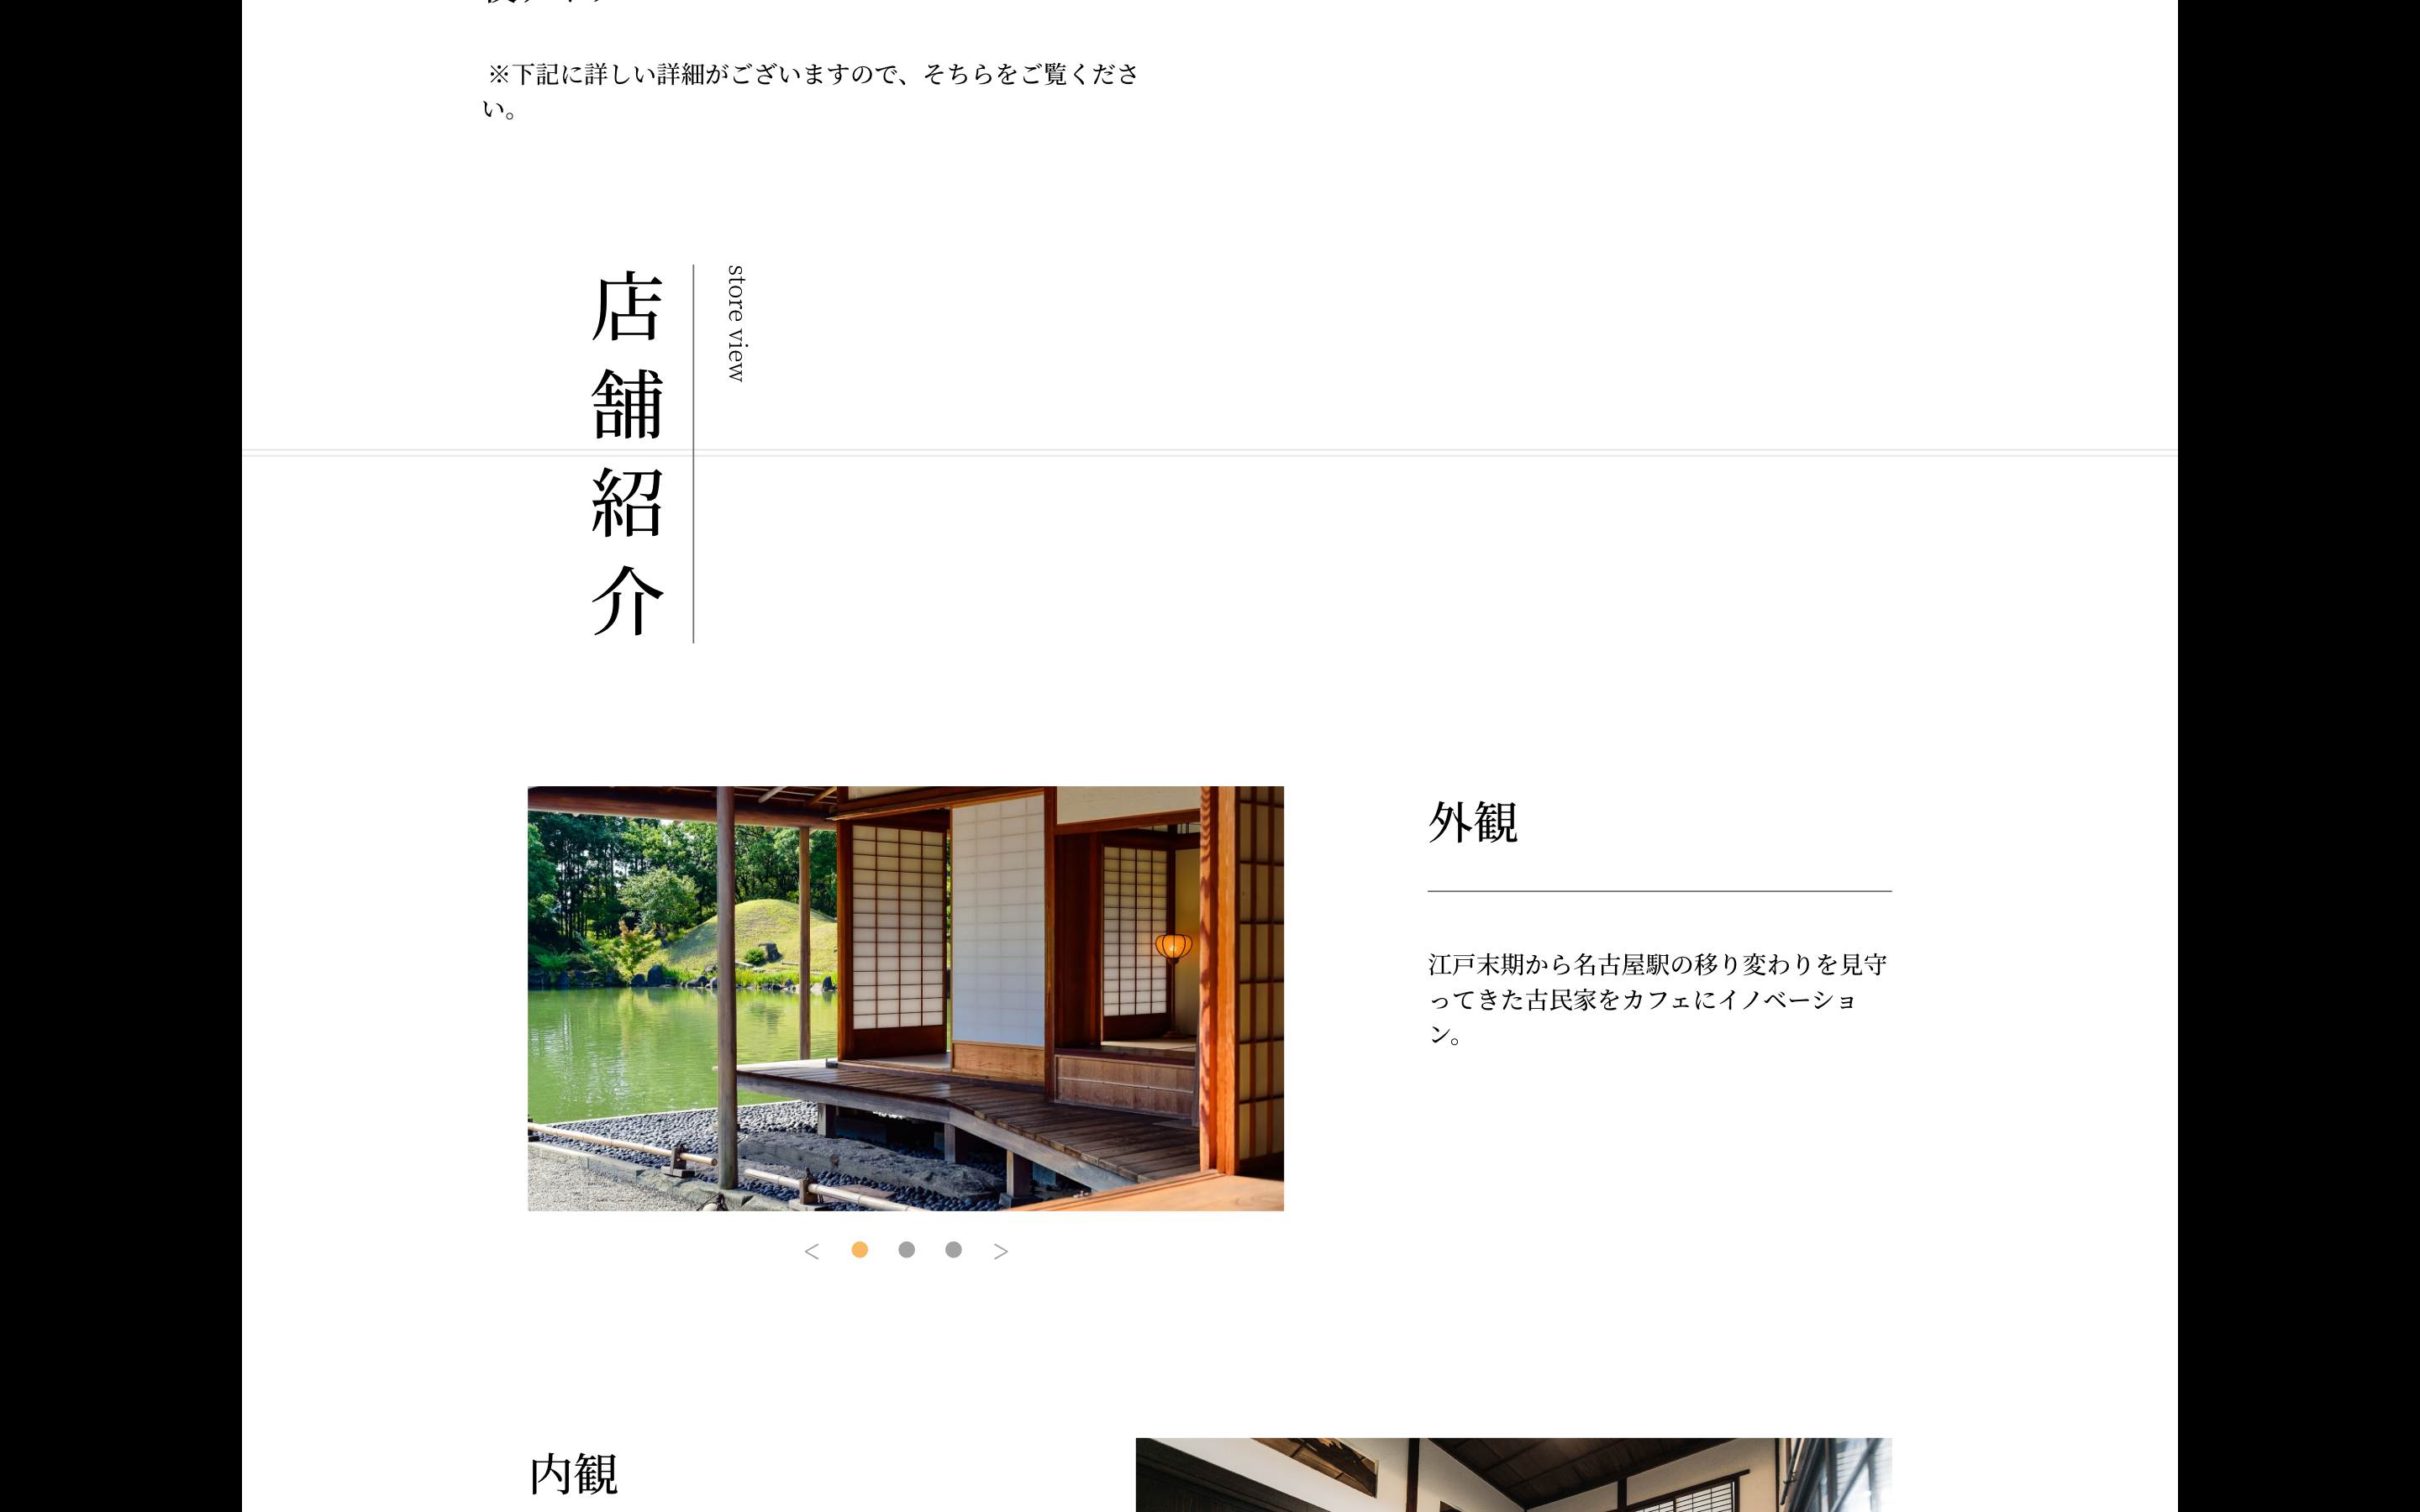 ※下記に詳しい詳細がございますので、そちらをご覧くださ
い。
店舗紹介
store view
外観
江戸末期から名古屋駅の移り変わりを見守
ってきた古民家をカフェにイノベーショ
ン。
<
>
内観